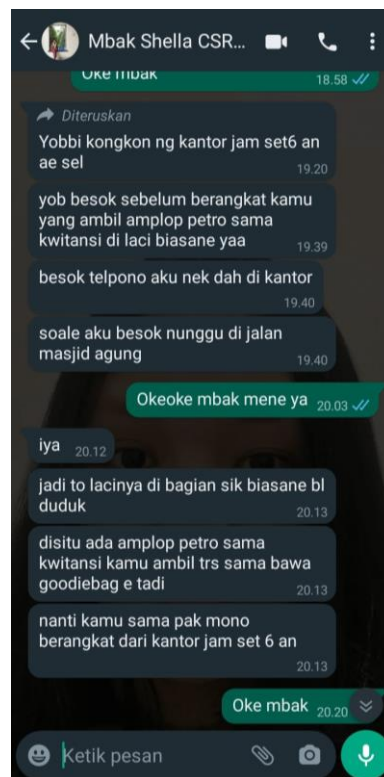 Mbak Shella CSR...
Oke mbak
18.58
Diteruskan
Yobbi kongkon ng kantor jam set6 an
ae sel
19.20
yob besok sebelum berangkat kamu
yang ambil amplop petro sama
kwitansi di laci biasane yaa
19.39
besok telpono aku nek dah di kantor
19.40
soale aku besok nunggu di jalan
masjid agung
19.40
Okeoke mbak mene ya 20.03
iya 20.12
jadi to lacinya di bagian sik biasane bl
duduk
20.13
disitu ada amplop petro sama
kwitansi kamu ambil trs sama bawa
goodiebag e tadi
20.13
nanti kamu sama pak mono
berangkat dari kantor jam set 6 an
20.13
Oke mbak 20.20
Ketik pesan